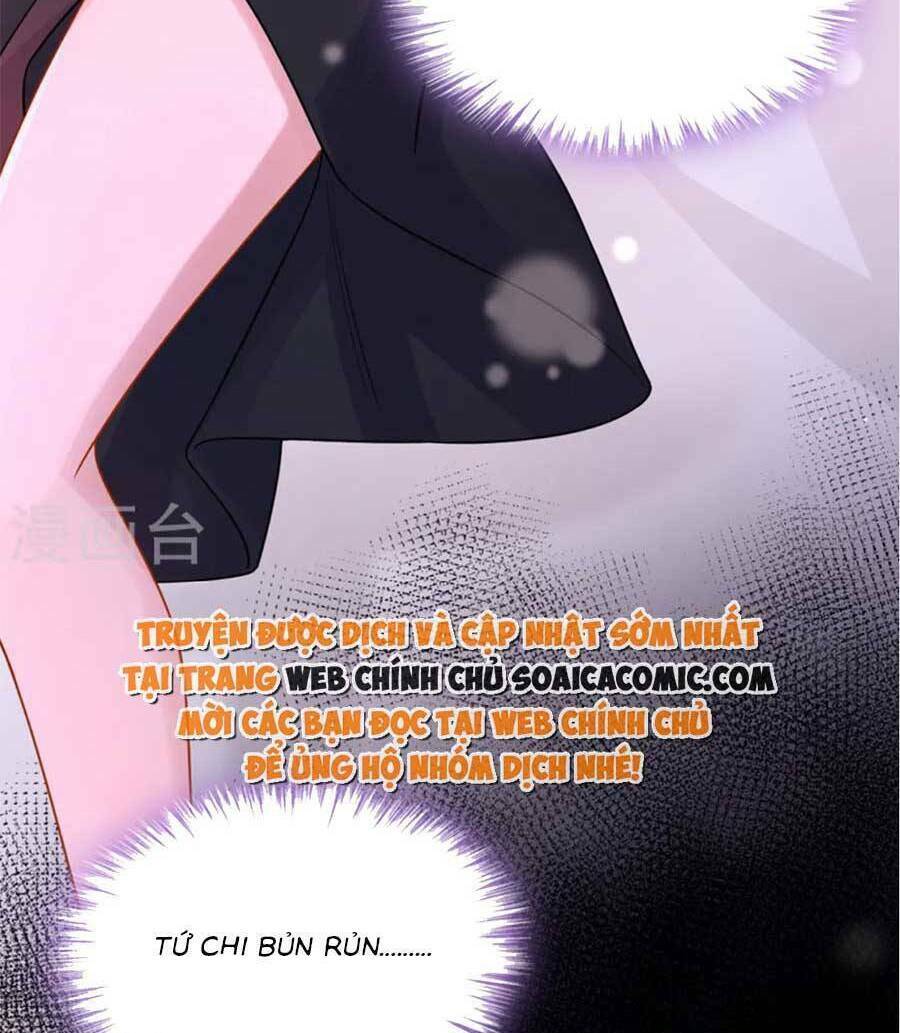 漫画台
TRUYỆN ĐƯỢC DỊCH VÀ CẬP NHẬT SỚM NHẤT
TẠI TRANG WEB CHÍNH CHỦ SOAICACOMIC.COM
MỜI CÁC BẠN ĐỌC TẠI WEB CHÍNH CHỦ
ĐỂ ỦNG HỘ NHÓM DỊCH NHÉ!
TỨ CHI BỦN RỦN.........